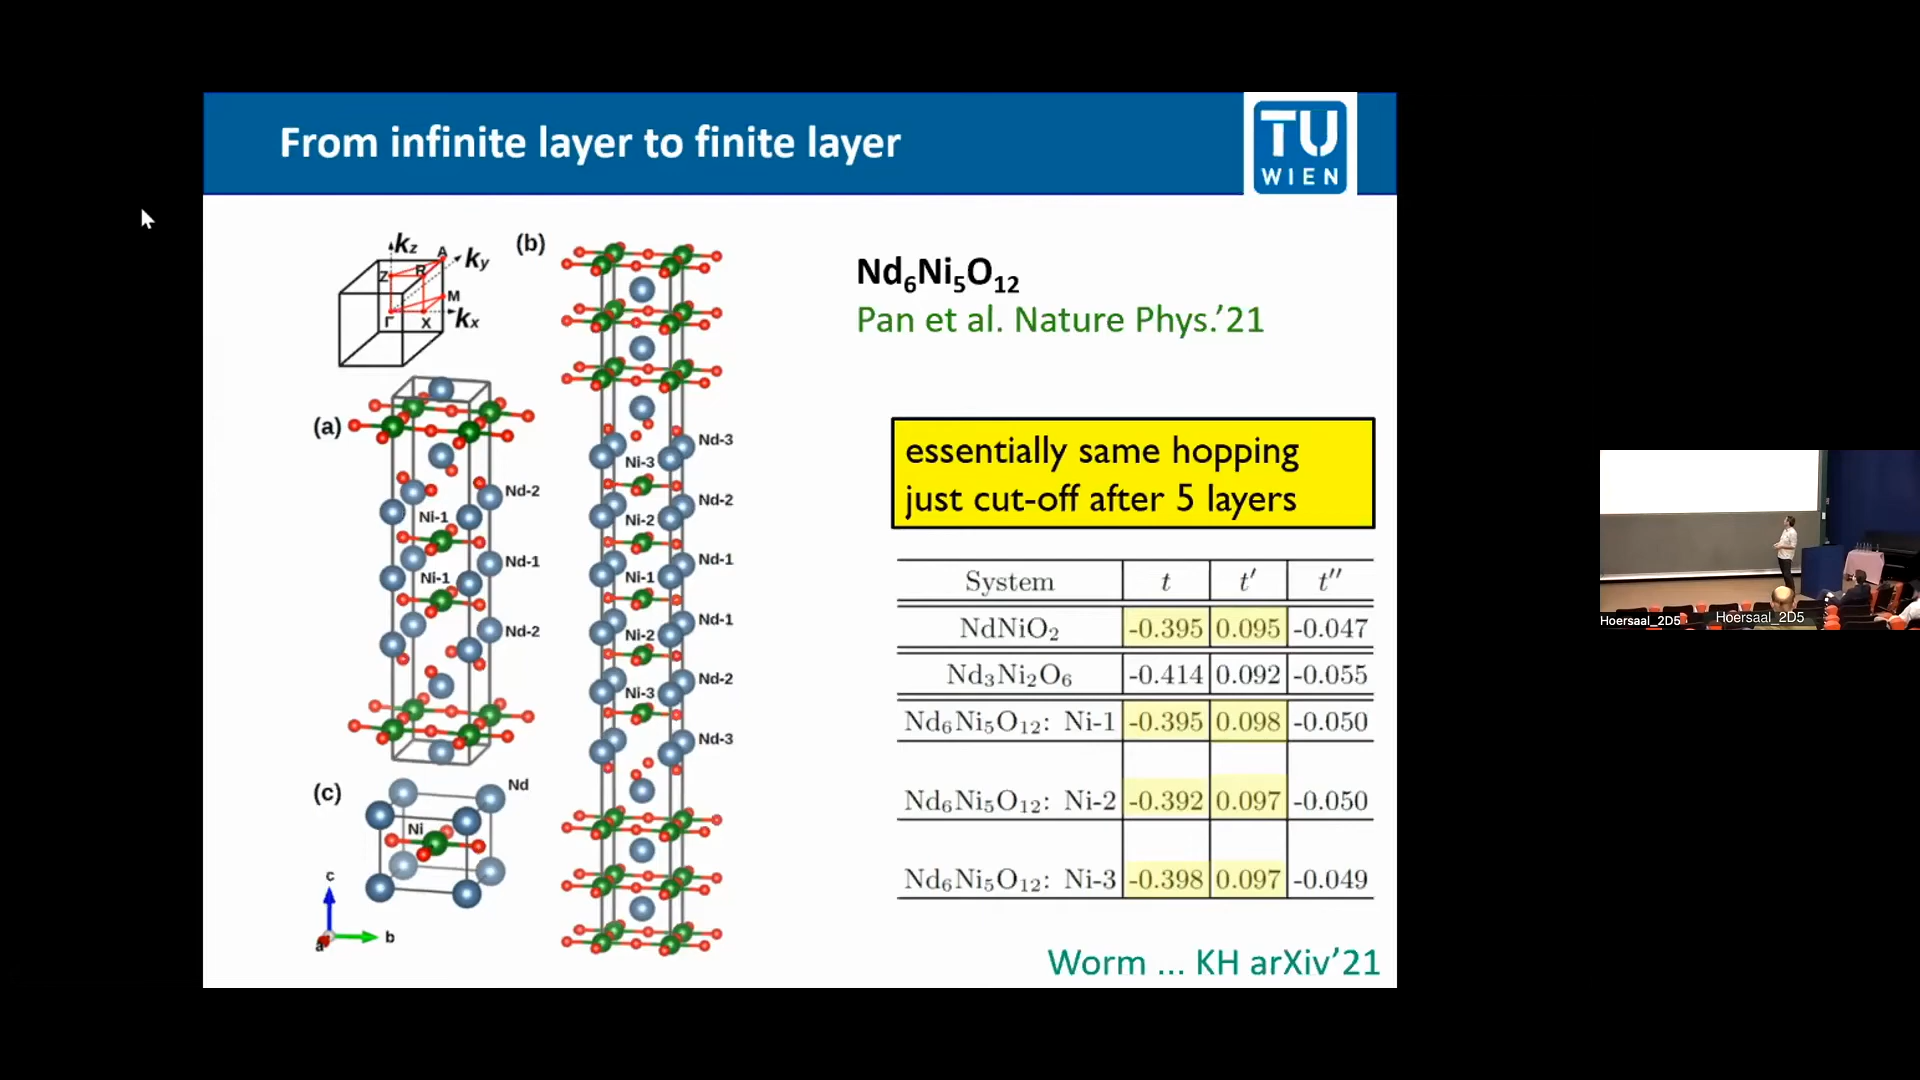 From infinite layer to finite layer
TU
WIEN
kz
A
ky
Z
R
M
Γ
X
kx
(b)
Nd₆Ni₅O₁₂
Pan et al. Nature Phys.’21
(a)
Nd-2
Ni-1
Nd-1
Ni-1
Nd-2
Nd-3
Ni-3
Nd-2
Ni-2
Nd-1
Ni-1
Nd-1
Ni-2
Nd-2
Ni-3
Nd-3
(c)
Nd
Ni
c
a
b
essentially same hopping
just cut-off after 5 layers
System t t′ t″
NdNiO₂ -0.395 0.095 -0.047
Nd₃Ni₂O₆ -0.414 0.092 -0.055
Nd₆Ni₅O₁₂: Ni-1 -0.395 0.098 -0.050
Nd₆Ni₅O₁₂: Ni-2 -0.392 0.097 -0.050
Nd₆Ni₅O₁₂: Ni-3 -0.398 0.097 -0.049
Worm ... KH arXiv’21
Hoersaal_2D5
Hoersaal_2D5